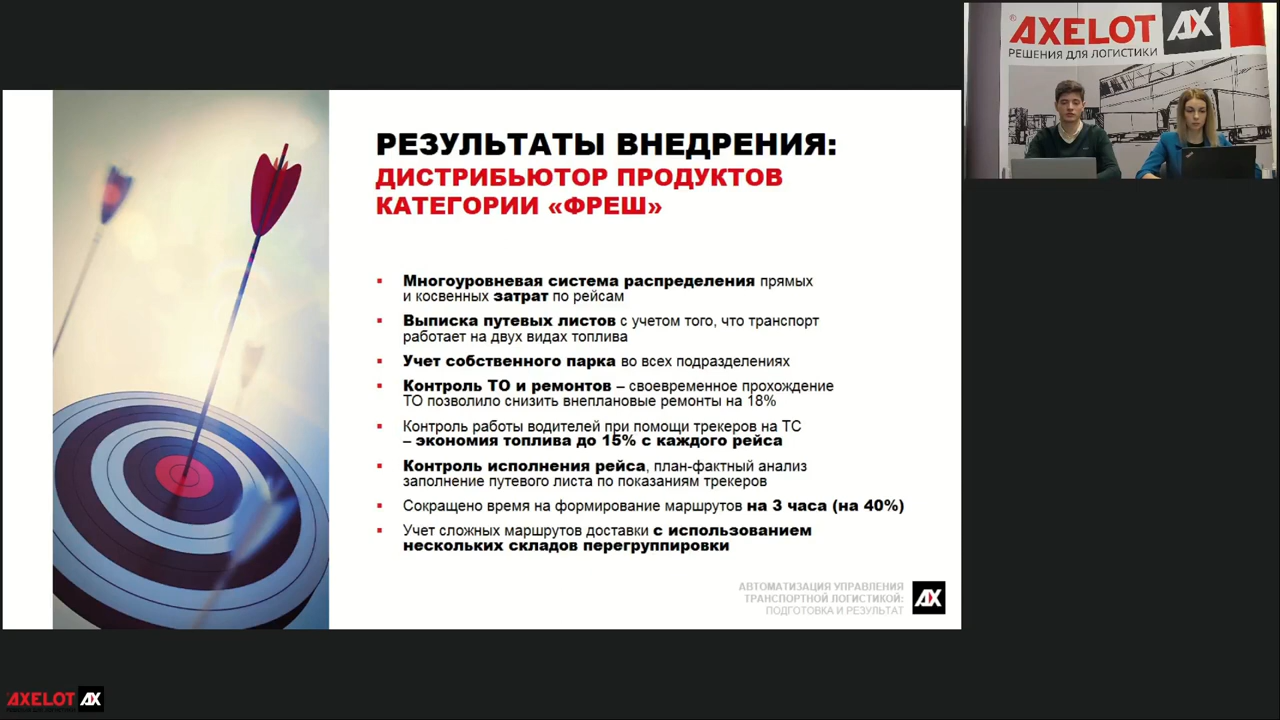 AXELOT AX
РЕШЕНИЯ ДЛЯ ЛОГИСТИКИ
РЕЗУЛЬТАТЫ ВНЕДРЕНИЯ:
ДИСТРИБЬЮТОР ПРОДУКТОВ
КАТЕГОРИИ «ФРЕШ»
▪ Многоуровневая система распределения прямых
и косвенных затрат по рейсам
▪ Выписка путевых листов с учетом того, что транспорт
работает на двух видах топлива
▪ Учет собственного парка во всех подразделениях
▪ Контроль ТО и ремонтов – своевременное прохождение
ТО позволило снизить внеплановые ремонты на 18%
▪ Контроль работы водителей при помощи трекеров на ТС
– экономия топлива до 15% с каждого рейса
▪ Контроль исполнения рейса, план-фактный анализ
заполнение путевого листа по показаниям трекеров
▪ Сокращено время на формирование маршрутов на 3 часа (на 40%)
▪ Учет сложных маршрутов доставки с использованием
нескольких складов перегруппировки
АВТОМАТИЗАЦИЯ УПРАВЛЕНИЯ
ТРАНСПОРТНОЙ ЛОГИСТИКОЙ:
ПОДГОТОВКА И РЕЗУЛЬТАТ
AX
AXELOT AX